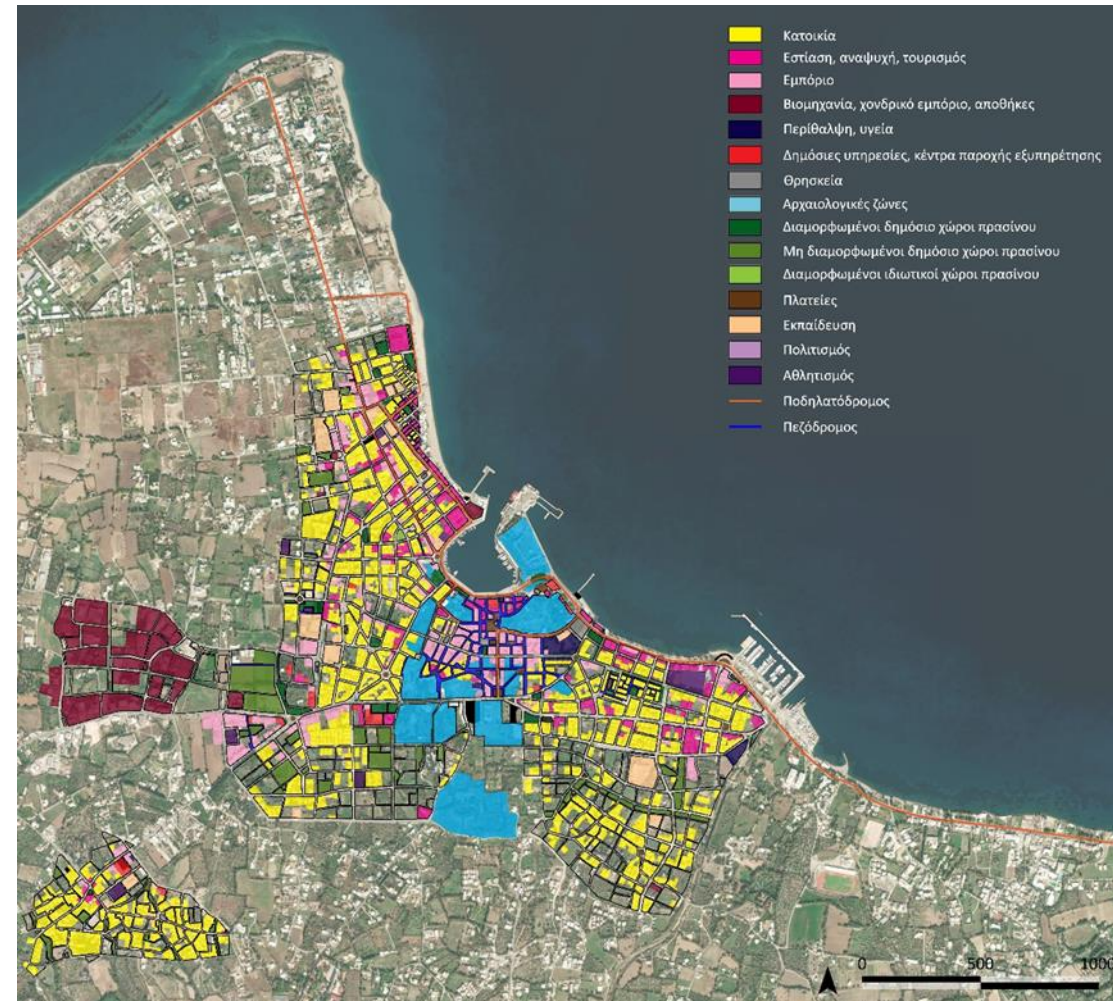 Κατοικία
Εστίαση, αναψυχή, τουρισμός
Εμπόριο
Βιομηχανία, χονδρικό εμπόριο, αποθήκες
Περίθαλψη, υγεία
Δημόσιες υπηρεσίες, κέντρα παροχής εξυπηρέτησης
Θρησκεία
Αρχαιολογικές ζώνες
Διαμορφωμένοι δημόσιο χώροι πρασίνου
Μη διαμορφωμένοι δημόσιο χώροι πρασίνου
Διαμορφωμένοι ιδιωτικοί χώροι πρασίνου
Πλατείες
Εκπαίδευση
Πολιτισμός
Αθλητισμός
Ποδηλατόδρομος
Πεζόδρομος
0 500 1000